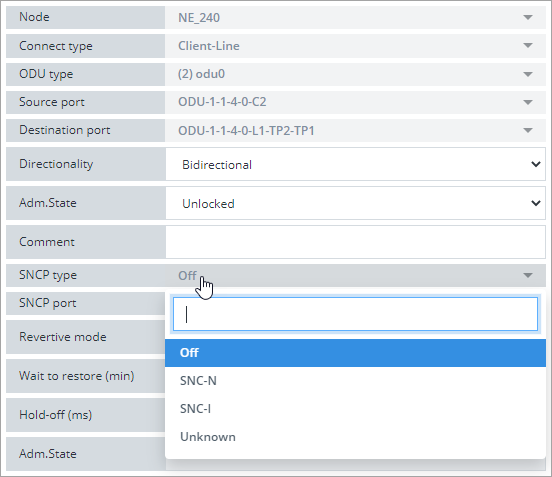 Node NE_240
Connect type Client-Line
ODU type (2) odu0
Source port ODU-1-1-4-0-C2
Destination port ODU-1-1-4-0-L1-TP2-TP1
Directionality Bidirectional
Adm.State Unlocked
Comment
SNCP type Off
SNCP port
Revertive mode
Off
Wait to restore (min) SNC-N
Hold-off (ms) SNC-I
Unknown
Adm.State